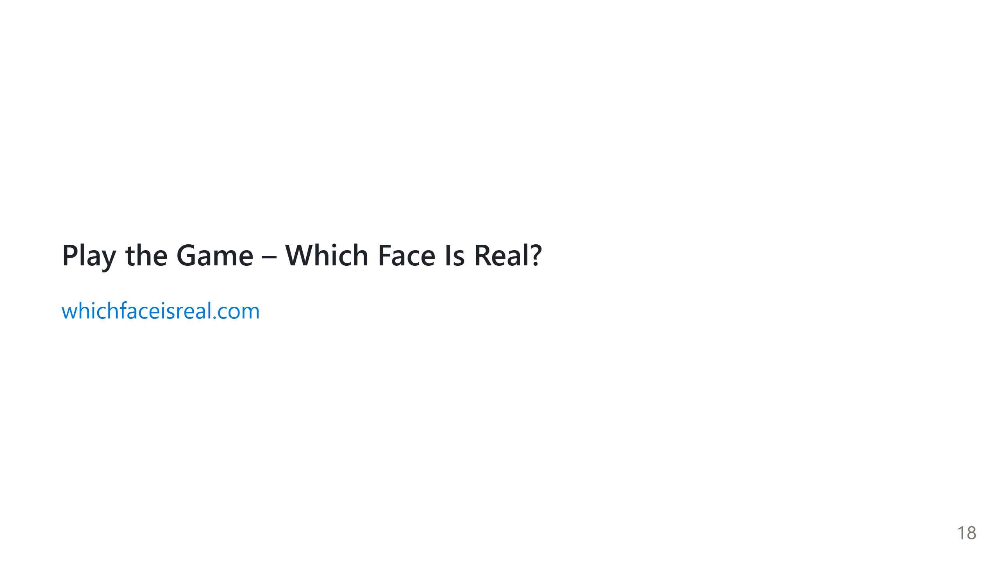 Play the Game – Which Face Is Real?
whichfaceisreal.com
18